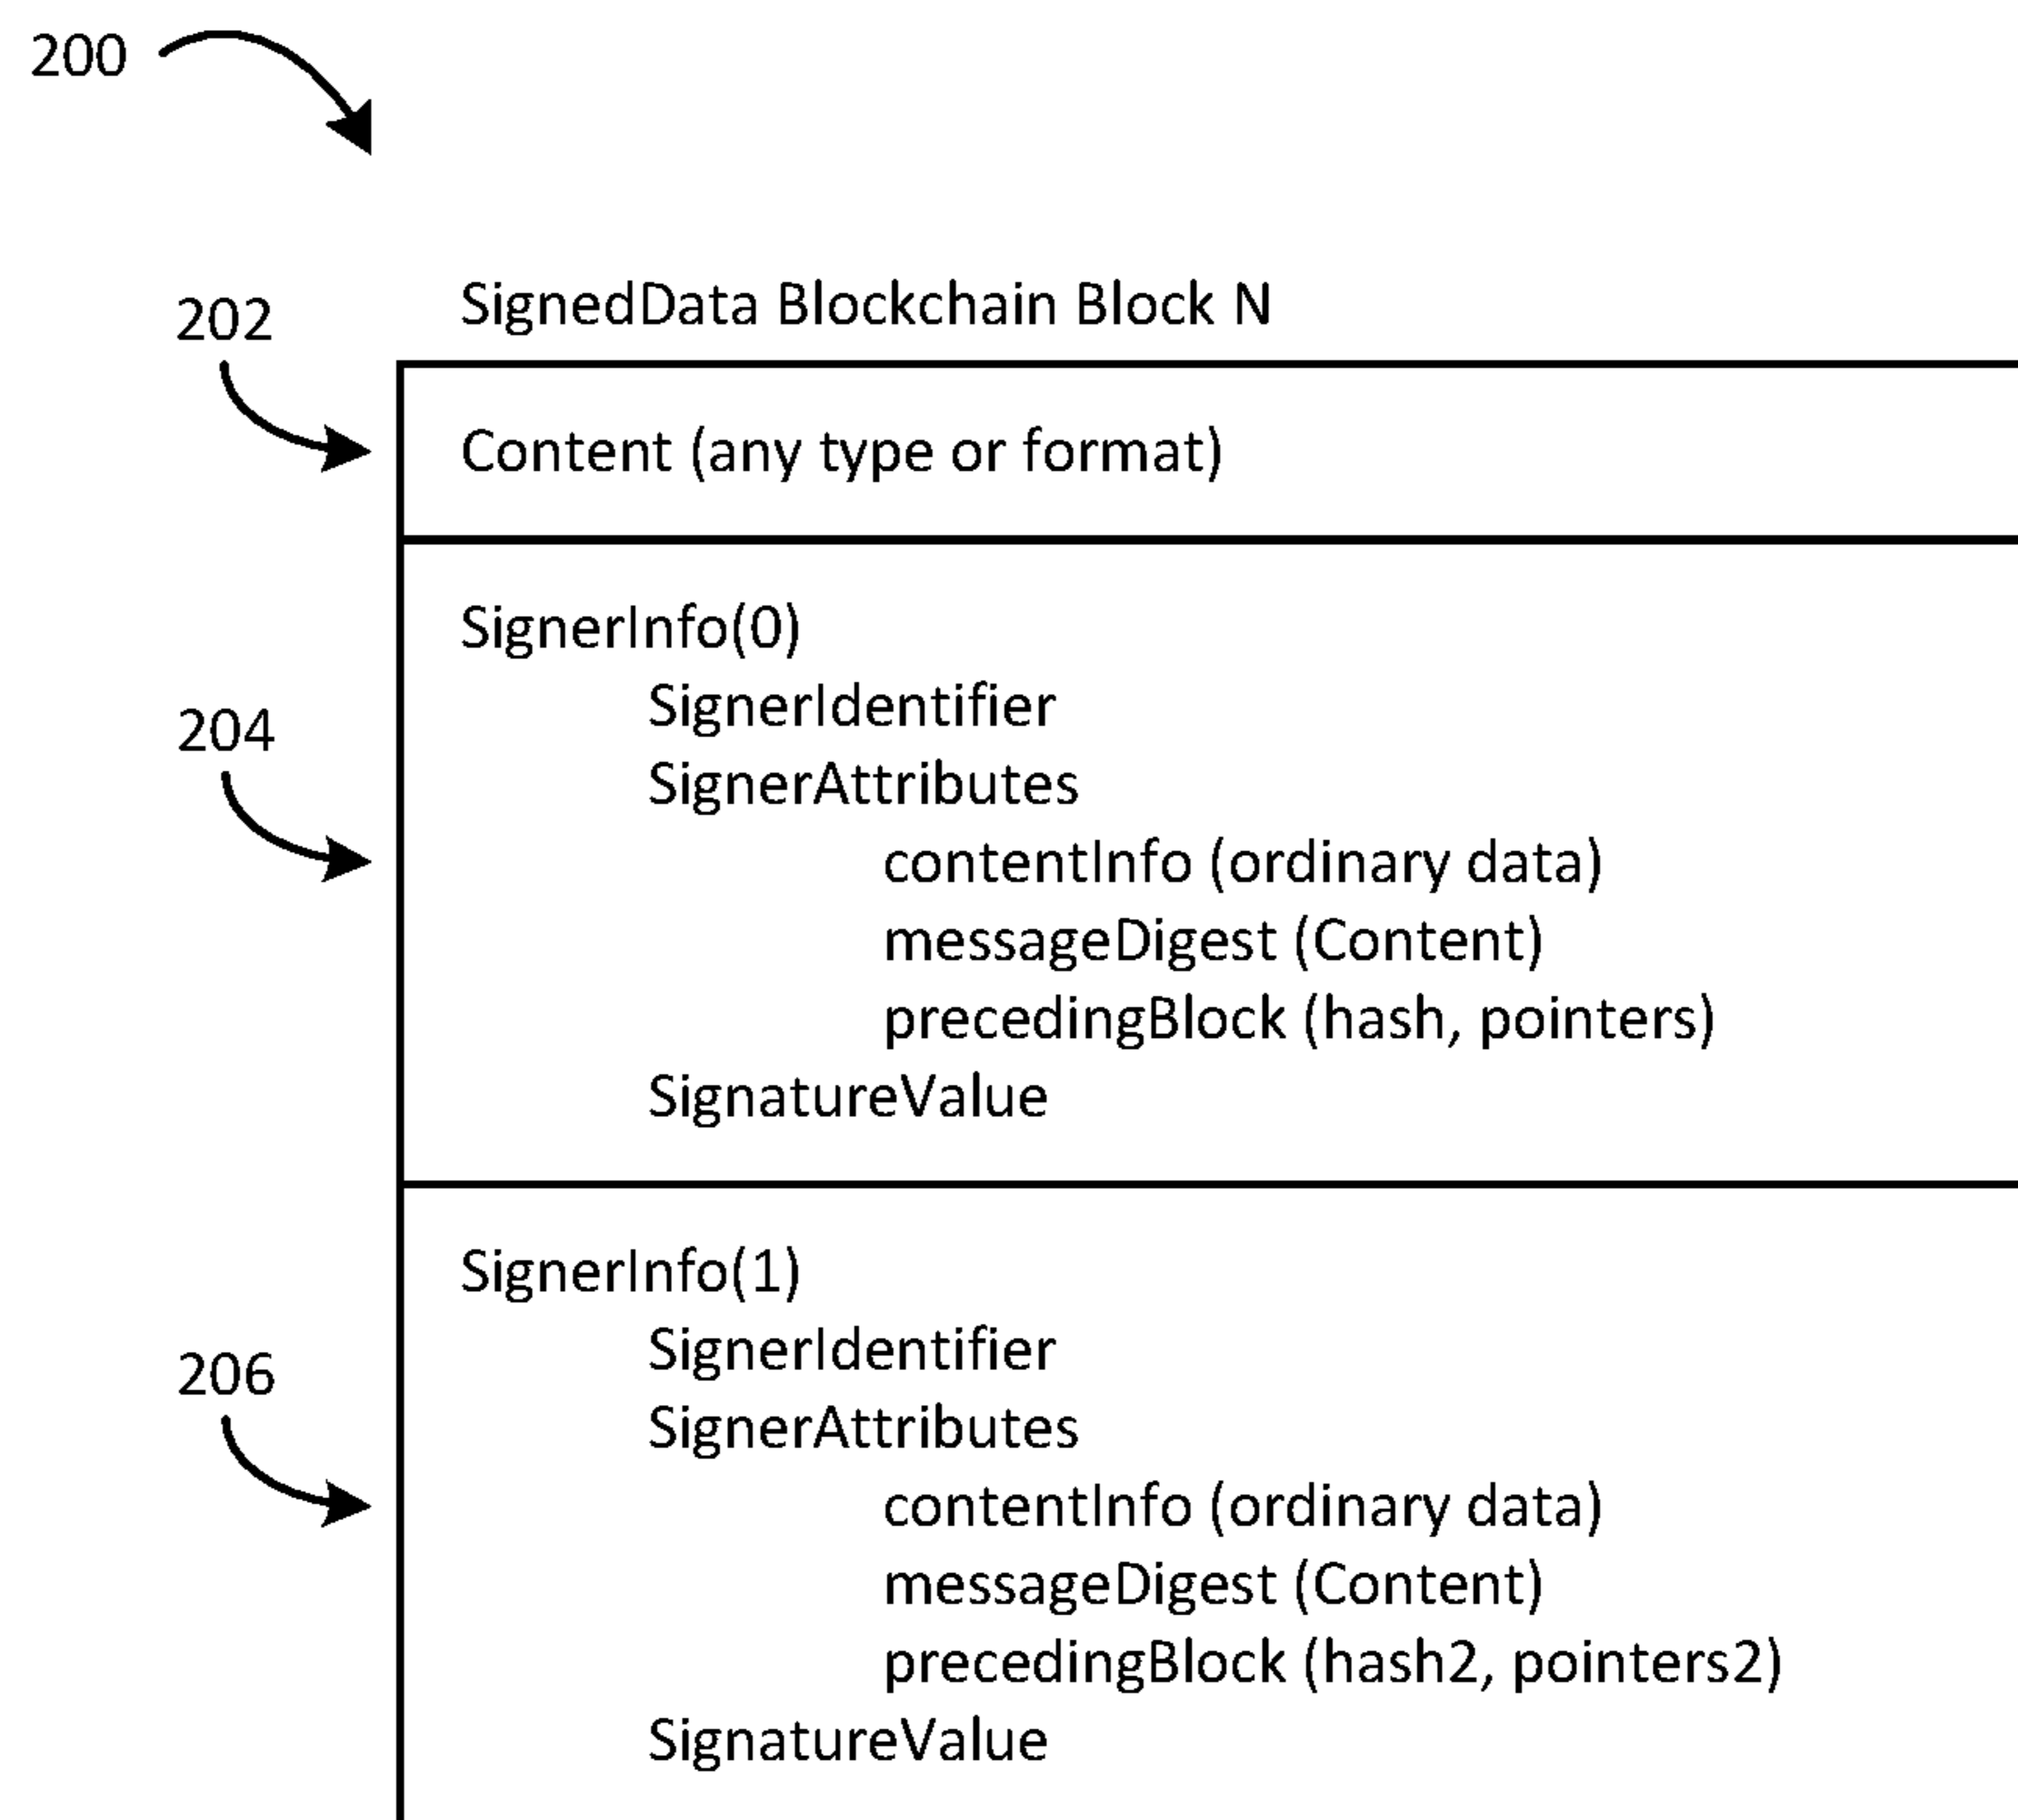 200
SignedData Blockchain Block N
202
Content (any type or format)
SignerInfo(0)
SignerIdentifier
204
SignerAttributes
contentInfo (ordinary data)
messageDigest (Content)
precedingBlock (hash, pointers)
SignatureValue
SignerInfo(1)
SignerIdentifier
206
SignerAttributes
contentInfo (ordinary data)
messageDigest (Content)
precedingBlock (hash2, pointers2)
SignatureValue